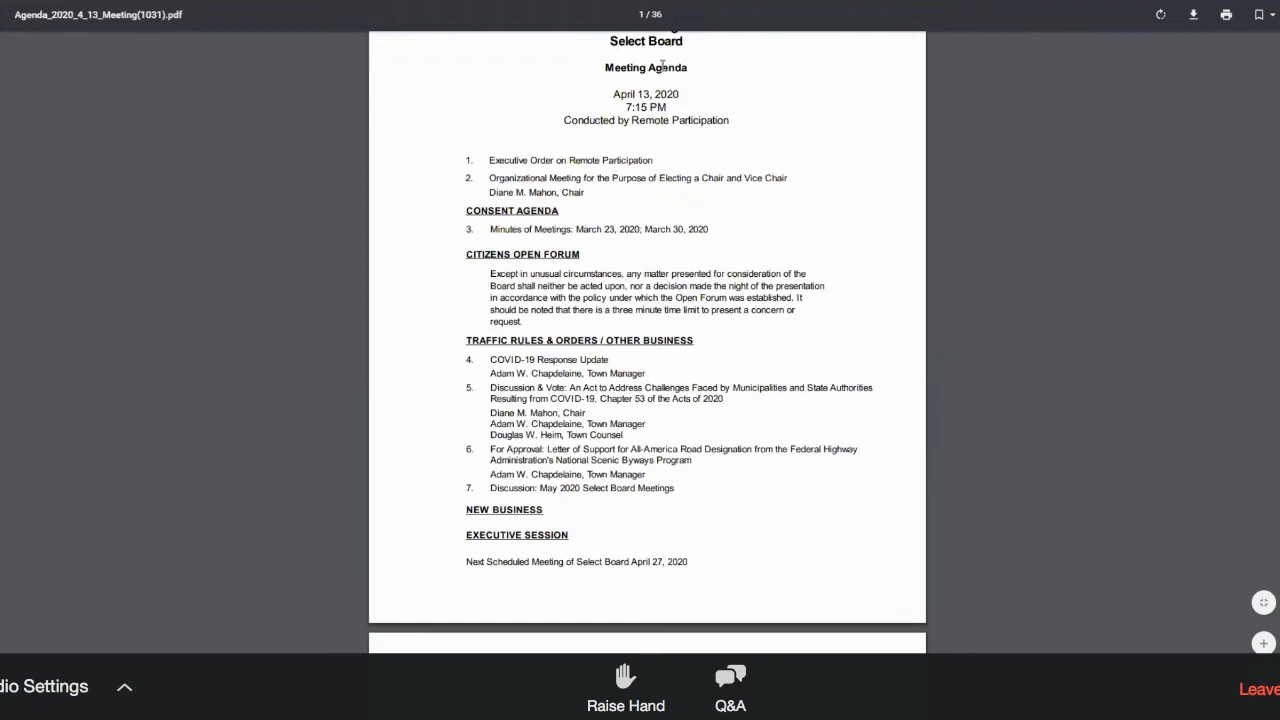 Agenda_2020_4_13_Meeting(1031).pdf
1 / 36
Select Board
Meeting Agenda
April 13, 2020
7:15 PM
Conducted by Remote Participation
1. Executive Order on Remote Participation
2. Organizational Meeting for the Purpose of Electing a Chair and Vice Chair
Diane M. Mahon, Chair
CONSENT AGENDA
3. Minutes of Meetings: March 23, 2020; March 30, 2020
CITIZENS OPEN FORUM
Except in unusual circumstances, any matter presented for consideration of the
Board shall neither be acted upon, nor a decision made the night of the presentation
in accordance with the policy under which the Open Forum was established. It
should be noted that there is a three minute time limit to present a concern or
request.
TRAFFIC RULES & ORDERS / OTHER BUSINESS
4. COVID-19 Response Update
Adam W. Chapdelaine, Town Manager
5. Discussion & Vote: An Act to Address Challenges Faced by Municipalities and State Authorities
Resulting from COVID-19, Chapter 53 of the Acts of 2020
Diane M. Mahon, Chair
Adam W. Chapdelaine, Town Manager
Douglas W. Heim, Town Counsel
6. For Approval: Letter of Support for All-America Road Designation from the Federal Highway
Administration's National Scenic Byways Program
Adam W. Chapdelaine, Town Manager
7. Discussion: May 2020 Select Board Meetings
NEW BUSINESS
EXECUTIVE SESSION
Next Scheduled Meeting of Select Board April 27, 2020
dio Settings
Raise Hand
Q&A
Leave